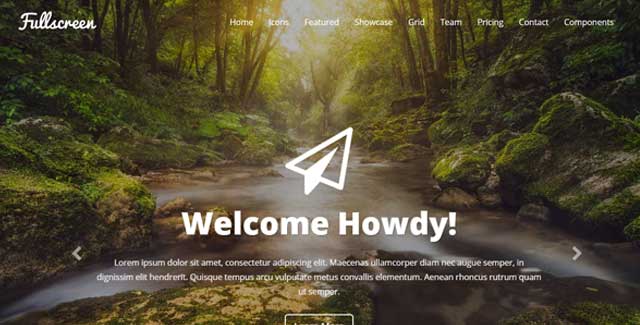 Fullscreen
Home Icons Featured Showcase Grid Team Pricing Contact Components
Welcome Howdy!
Lorem ipsum dolor sit amet, consectetur adipiscing elit. Maecenas ullamcorper diam nec augue semper, in
dignissim elit hendrerit. Quisque tempus arcu vulputate metus convallis elementum. Aenean rhoncus rutrum quam
ut semper.